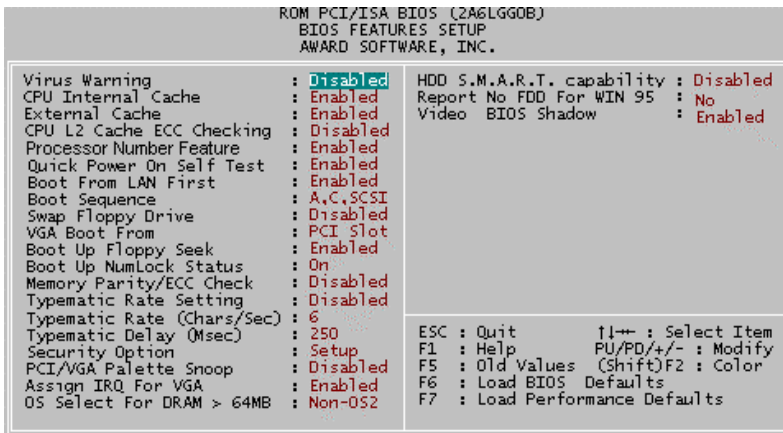 ROM PCI/ISA BIOS (2A6LGG0B)
BIOS FEATURES SETUP
AWARD SOFTWARE, INC.
Virus Warning : Disabled
CPU Internal Cache : Enabled
External Cache : Enabled
CPU L2 Cache ECC Checking : Disabled
Processor Number Feature : Enabled
Quick Power On Self Test : Enabled
Boot From LAN First : Enabled
Boot Sequence : A,C,SCSI
Swap Floppy Drive : Disabled
VGA Boot From : PCI Slot
Boot Up Floppy Seek : Enabled
Boot Up NumLock Status : On
Memory Parity/ECC Check : Disabled
Typematic Rate Setting : Disabled
Typematic Rate (Chars/Sec) : 6
Typematic Delay (Msec) : 250
Security Option : Setup
PCI/VGA Palette Snoop : Disabled
Assign IRQ For VGA : Enabled
OS Select For DRAM > 64MB : Non-OS2
HDD S.M.A.R.T. capability : Disabled
Report No FDD For WIN 95 : No
Video BIOS Shadow : Enabled
ESC : Quit ↑↓→← : Select Item
F1 : Help PU/PD/+/- : Modify
F5 : Old Values (Shift)F2 : Color
F6 : Load BIOS Defaults
F7 : Load Performance Defaults